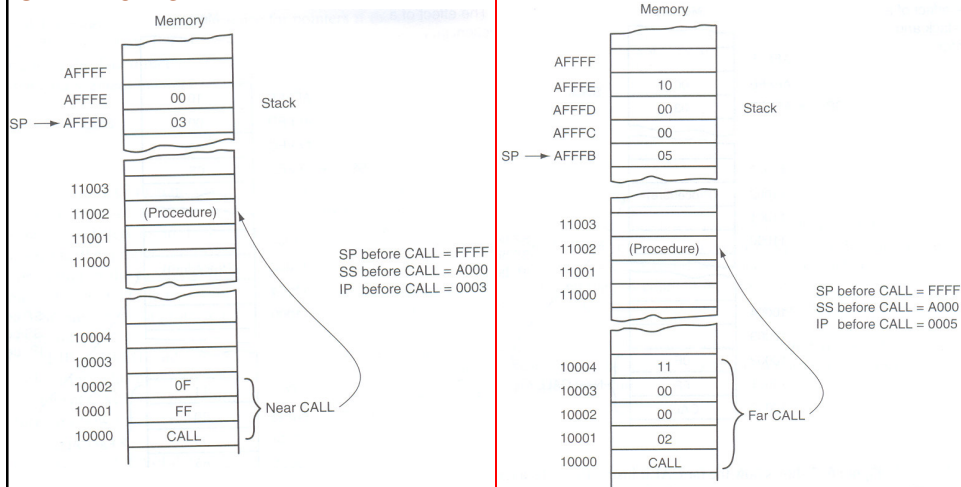 Memory
AFFFF
AFFFE 00
SP AFFFD 03
Stack
11003
11002 (Procedure)
11001
11000
SP before CALL = FFFF
SS before CALL = A000
IP before CALL = 0003
10004
10003
10002 0F
10001 FF
10000 CALL
Near CALL
Memory
AFFFF
AFFFE 10
AFFFD 00
AFFFC 00
SP AFFFB 05
Stack
11003
11002 (Procedure)
11001
11000
SP before CALL = FFFF
SS before CALL = A000
IP before CALL = 0005
10004 11
10003 00
10002 00
10001 02
10000 CALL
Far CALL